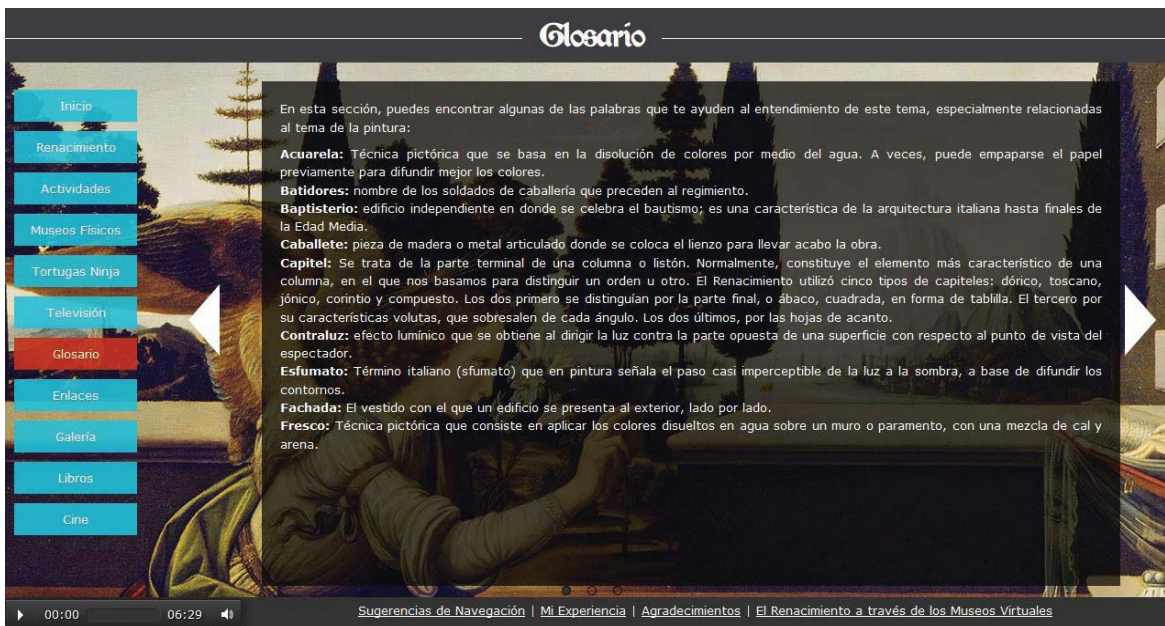 Glosario
Inicio
Renacimiento
Actividades
Museos Físicos
Tortugas Ninja
Televisión
Glosario
Enlaces
Galería
Libros
Cine
En esta sección, puedes encontrar algunas de las palabras que te ayuden al entendimiento de este tema, especialmente relacionadas
al tema de la pintura:
Acuarela: Técnica pictórica que se basa en la disolución de colores por medio del agua. A veces, puede empaparse el papel
previamente para difundir mejor los colores.
Batidores: nombre de los soldados de caballería que preceden al regimiento.
Baptisterio: edificio independiente en donde se celebra el bautismo; es una característica de la arquitectura italiana hasta finales de
la Edad Media.
Caballete: pieza de madera o metal articulado donde se coloca el lienzo para llevar acabo la obra.
Capitel: Se trata de la parte terminal de una columna o listón. Normalmente, constituye el elemento más característico de una
columna, en el que nos basamos para distinguir un orden u otro. El Renacimiento utilizó cinco tipos de capiteles: dórico, toscano,
jónico, corintio y compuesto. Los dos primero se distinguían por la parte final, o ábaco, cuadrada, en forma de tablilla. El tercero por
su características volutas, que sobresalen de cada ángulo. Los dos últimos, por las hojas de acanto.
Contraluz: efecto lumínico que se obtiene al dirigir la luz contra la parte opuesta de una superficie con respecto al punto de vista del
espectador.
Esfumato: Término italiano (sfumato) que en pintura señala el paso casi imperceptible de la luz a la sombra, a base de difundir los
contornos.
Fachada: El vestido con el que un edificio se presenta al exterior, lado por lado.
Fresco: Técnica pictórica que consiste en aplicar los colores disueltos en agua sobre un muro o paramento, con una mezcla de cal y
arena.
00:00 06:29
Sugerencias de Navegación | Mi Experiencia | Agradecimientos | El Renacimiento a través de los Museos Virtuales